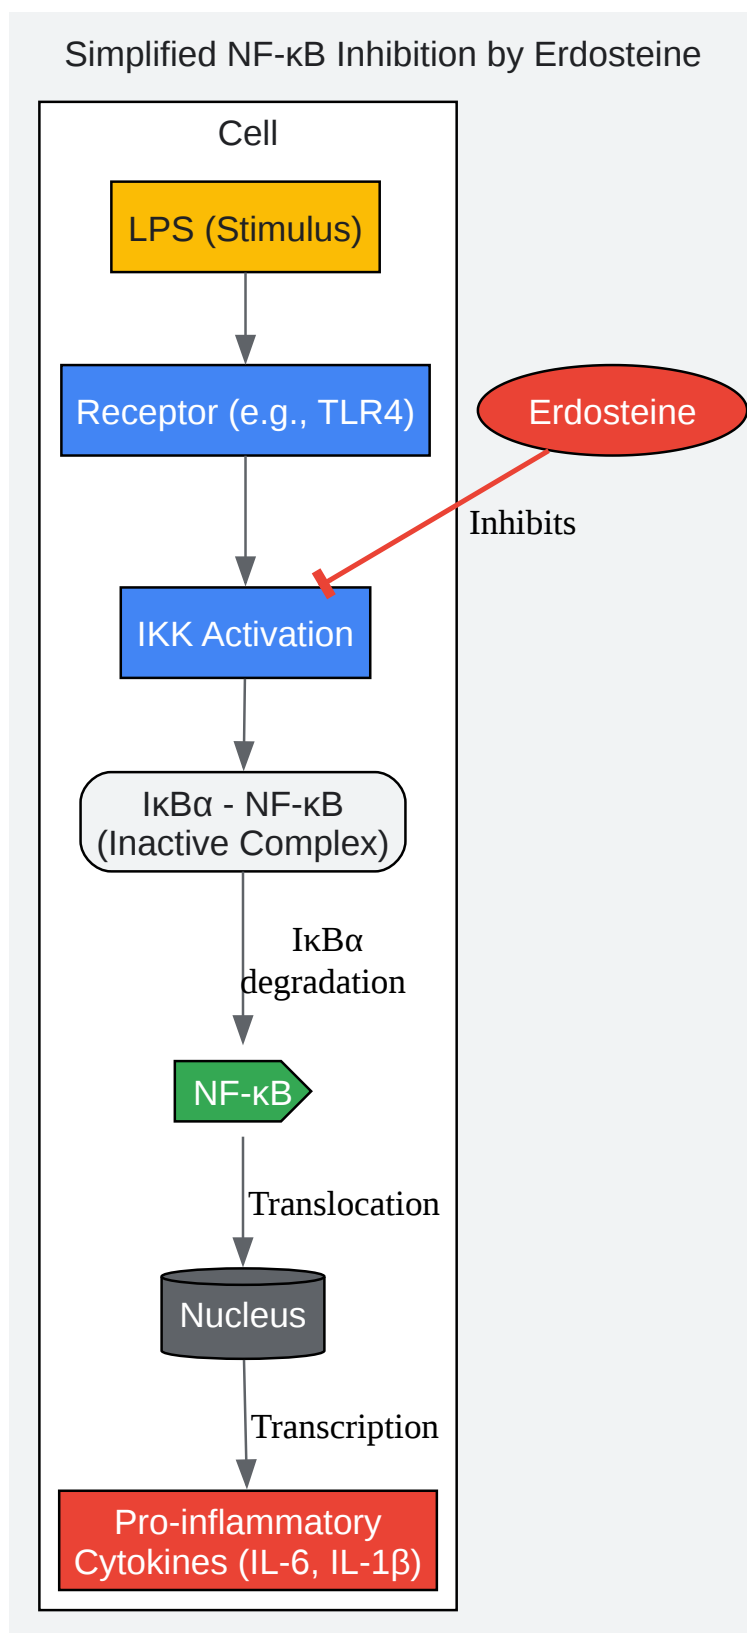 Simplified NF-κB Inhibition by Erdosteine
Cell
LPS (Stimulus)
Receptor (e.g., TLR4)
Erdosteine
Inhibits
IKK Activation
IκBα - NF-κB
(Inactive Complex)
IκBα
degradation
NF-κB
Translocation
Nucleus
Transcription
Pro-inflammatory
Cytokines (IL-6, IL-1β)